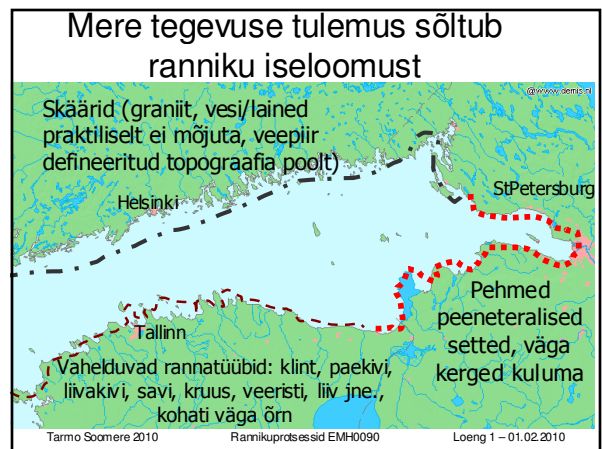 Mere tegevuse tulemus sõltub
ranniku iseloomust
@www.demis.nl
Skäärid (graniit, vesi/lained
praktiliselt ei mõjuta, veepiir
defineeritud topograafia poolt)
StPetersburg
Helsinki
Pehmed
peeneteralised
setted, väga
kerged kuluma
Tallinn
Vahelduvad rannatüübid: klint, paekivi,
liivakivi, savi, kruus, veeristi, liiv jne.,
kohati väga õrn
Tarmo Soomere 2010 Rannikuprotsessid EMH0090 Loeng 1 – 01.02.2010